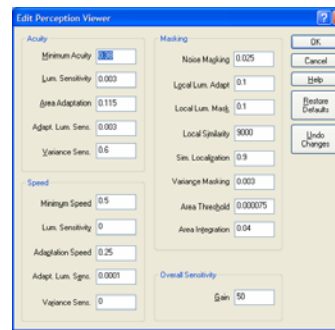 Edit Perception Viewer
Acuity
Minimum Acuity
Lum. Sensitivity 0.003
Area Adaptation 0.115
Adapt. Lum. Sens. 0.003
Variance Sens. 0.6
Speed
Minimum Speed 0.5
Lum. Sensitivity 0
Adaptation Speed 0.25
Adapt. Lum. Sens. 0.0001
Variance Sens. 0
Masking
Noise Masking 0.025
Local Lum. Adapt 0.1
Local Lum. Mask. 0.1
Local Similarity 9000
Sim. Localization 0.9
Variance Masking 0.003
Area Threshold 0.000075
Area Integration 0.04
Overall Sensitivity
Gain 50
OK
Cancel
Help
Restore
Defaults
Undo
Changes